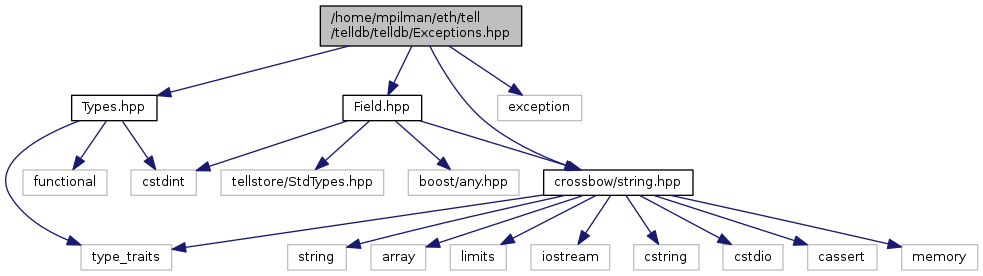 /home/mpilman/eth/tell
/telldb/telldb/Exceptions.hpp
Types.hpp
Field.hpp
exception
functional
cstdint
tellstore/StdTypes.hpp
boost/any.hpp
crossbow/string.hpp
type_traits
string
array
limits
iostream
cstring
cstdio
cassert
memory